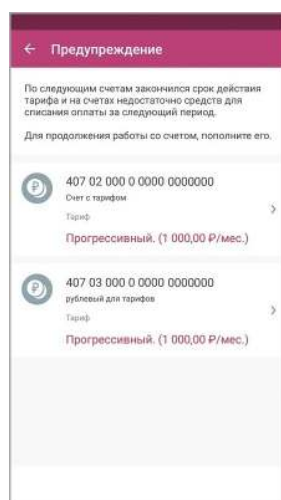 ← Предупреждение
По следующим счетам закончился срок действия
тарифа и на счетах недостаточно средств для
списания оплаты за следующий период.
Для продолжения работы со счетом, пополните его.
407 02 000 0 0000 0000000
Счет с тарифом
Тариф
Прогрессивный. (1 000,00 ₽/мес.)
407 03 000 0 0000 0000000
рублевый для тарифов
Тариф
Прогрессивный. (1 000,00 ₽/мес.)